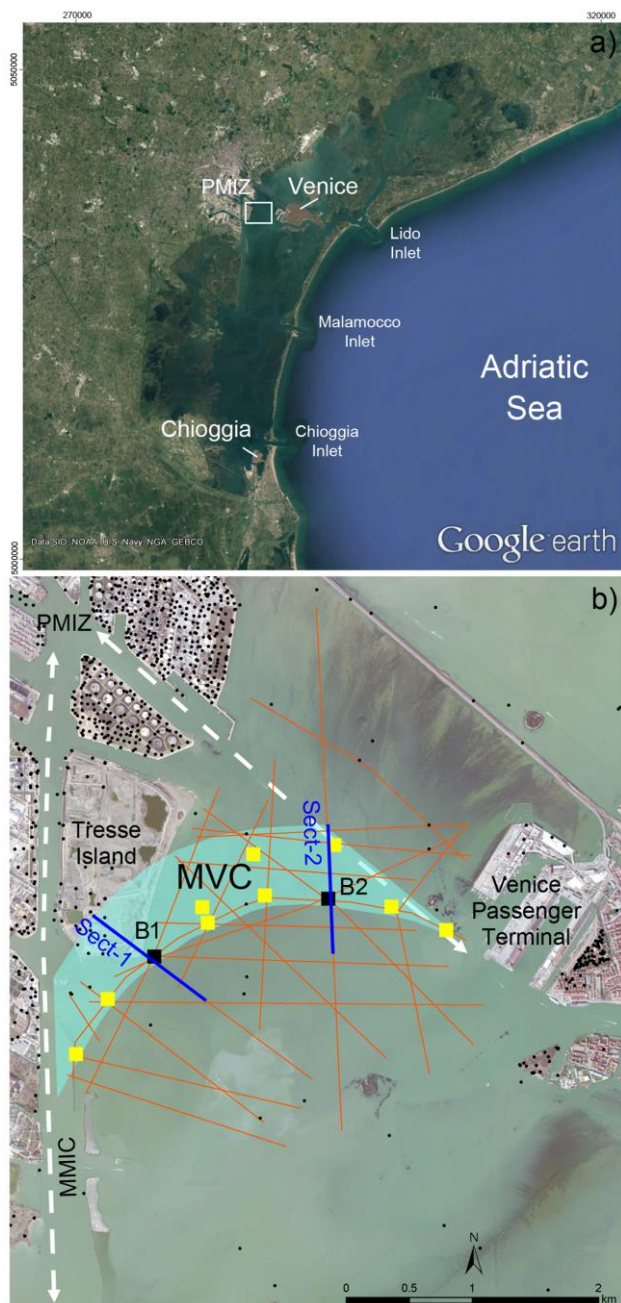 270000
320000
a)
5050000
PMIZ
Venice
Lido
Inlet
Malamocco
Inlet
Adriatic
Sea
Chioggia
Chioggia
Inlet
Data SIO, NOAA, U.S. Navy, NGA, GEBCO
Google earth
5000000
b)
PMIZ
Tresse
Island
Sect-2
MVC
B2
Venice
Passenger
Terminal
B1
Sect-1
MMIC
N
0 0.5 1 2
km